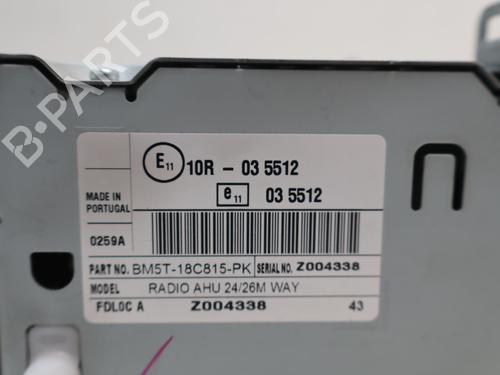 E11 10R - 03 5512
e11 03 5512
MADE IN
PORTUGAL
0259A
PART NO. BM5T-18C815-PK SERIAL NO. Z004338
MODEL RADIO AHU 24/26M WAY
FDL0C A Z004338 43
B-PARTS